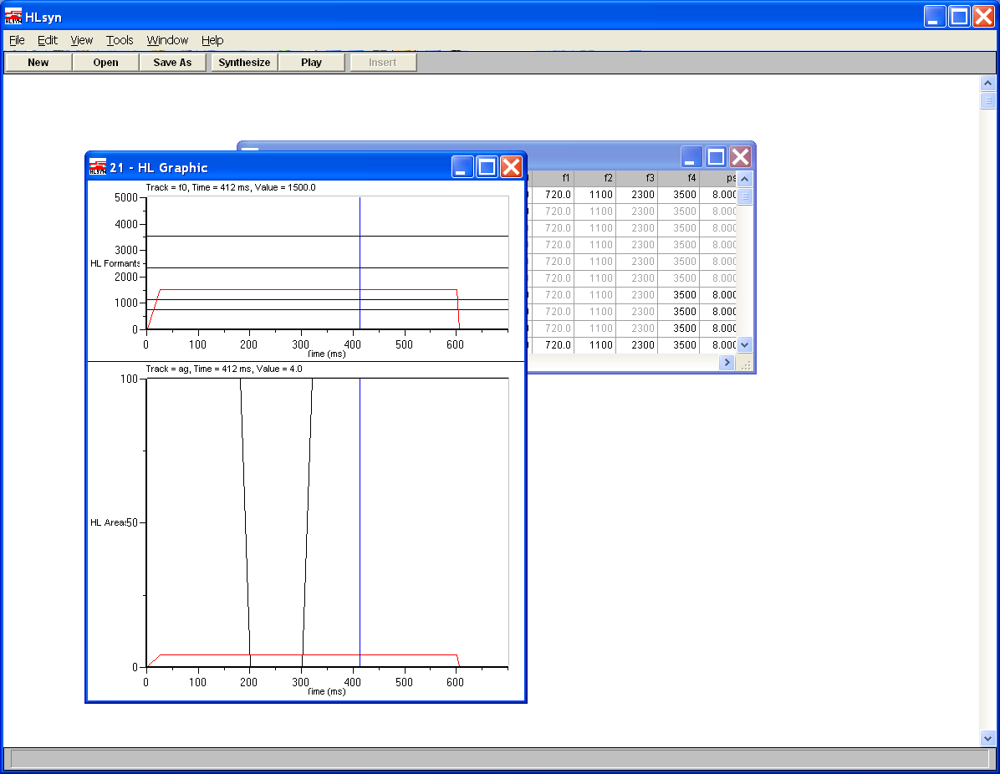 HLsyn
File Edit View Tools Window Help
New Open Save As Synthesize Play Insert
21 - HL Graphic
Track = f0, Time = 412 ms, Value = 1500.0
5000
4000
3000
HL Formants
2000
1000
0
0 100 200 300 400 500 600
Time (ms)
Track = ag, Time = 412 ms, Value = 4.0
100
HL Areas 50
0
0 100 200 300 400 500 600
Time (ms)
f1 f2 f3 f4 ps
720.0 1100 2300 3500 8.000
720.0 1100 2300 3500 8.000
720.0 1100 2300 3500 8.000
720.0 1100 2300 3500 8.000
720.0 1100 2300 3500 8.000
720.0 1100 2300 3500 8.000
720.0 1100 2300 3500 8.000
720.0 1100 2300 3500 8.000
720.0 1100 2300 3500 8.000
720.0 1100 2300 3500 8.000